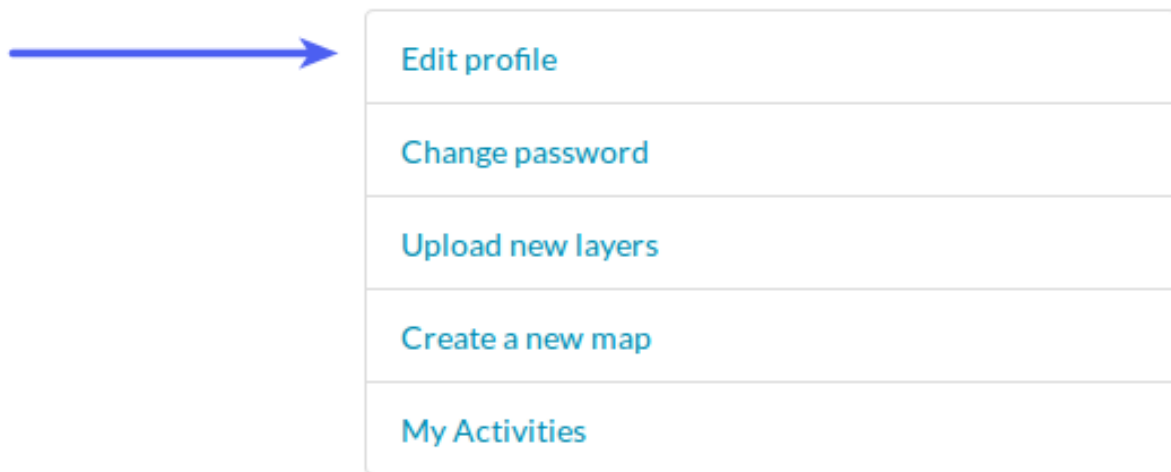 Edit profile
Change password
Upload new layers
Create a new map
My Activities